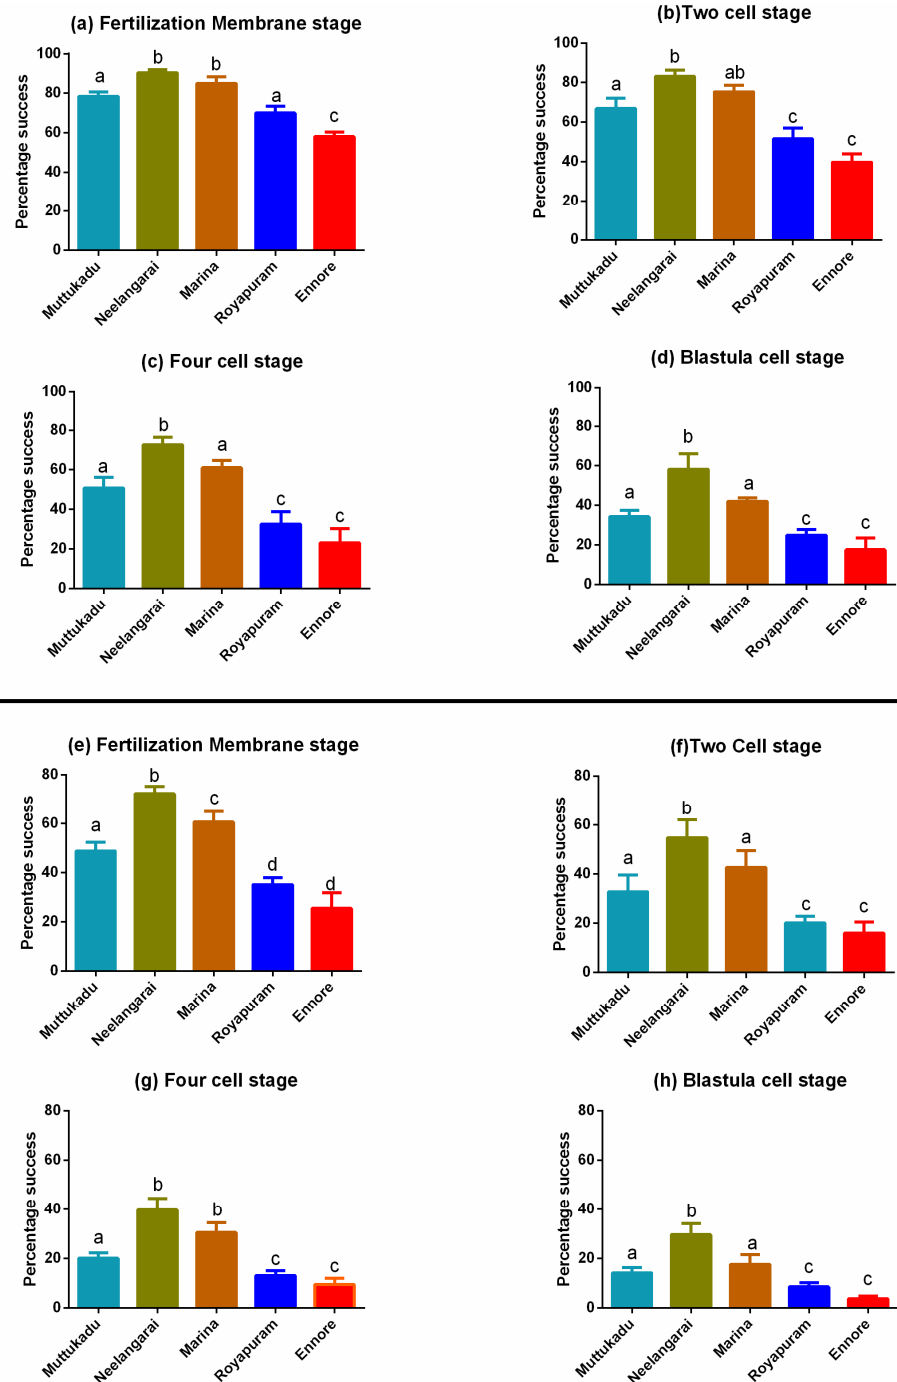 (a) Fertilization Membrane stage
Percentage success
100
80
60
40
20
0
a
b
b
a
c
Muttukadu
Neelangarai
Marina
Royapuram
Ennore
(b)Two cell stage
Percentage success
100
80
60
40
20
0
a
b
ab
c
c
Muttukadu
Neelangarai
Marina
Royapuram
Ennore
(c) Four cell stage
Percentage success
100
80
60
40
20
0
a
b
a
c
c
Muttukadu
Neelangarai
Marina
Royapuram
Ennore
(d) Blastula cell stage
Percentage success
100
80
60
40
20
0
a
b
a
c
c
Muttukadu
Neelangarai
Marina
Royapuram
Ennore
(e) Fertilization Membrane stage
Percentage success
80
60
40
20
0
a
b
c
d
d
Muttukadu
Neelangarai
Marina
Royapuram
Ennore
(f)Two Cell stage
Percentage success
80
60
40
20
0
a
b
a
c
c
Muttukadu
Neelangarai
Marina
Royapuram
Ennore
(g) Four cell stage
Percentage success
80
60
40
20
0
a
b
b
c
c
Muttukadu
Neelangarai
Marina
Royapuram
Ennore
(h) Blastula cell stage
Percentage success
80
60
40
20
0
a
b
a
c
c
Muttukadu
Neelangarai
Marina
Royapuram
Ennore